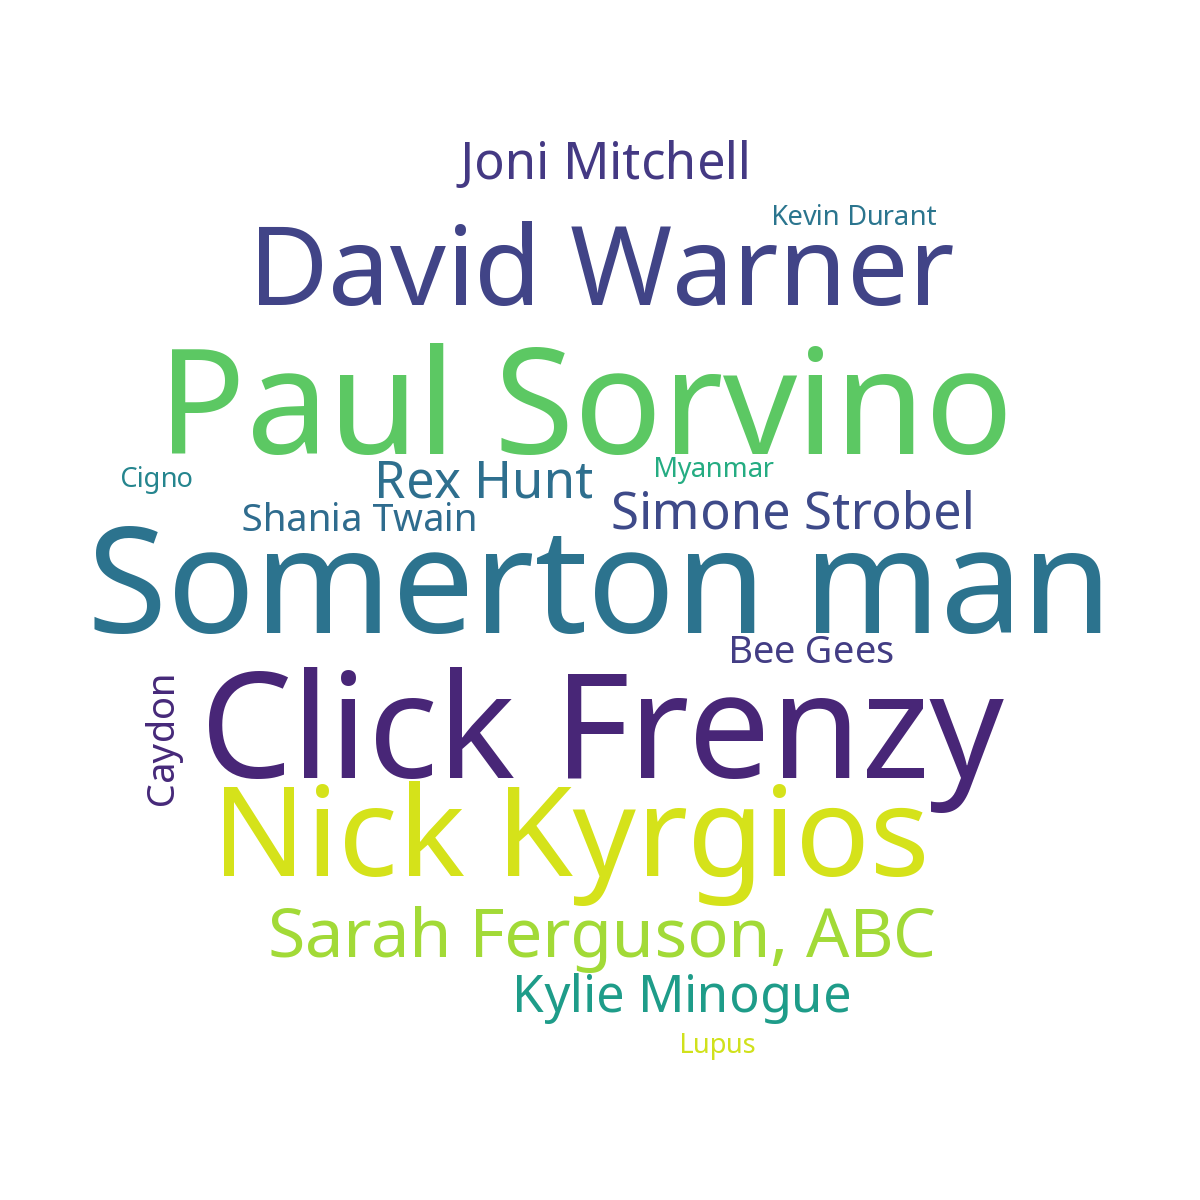 Joni Mitchell
Kevin Durant
David Warner
Paul Sorvino
Cigno
Rex Hunt
Myanmar
Shania Twain
Simone Strobel
Somerton man
Bee Gees
Caydon
Click Frenzy
Nick Kyrgios
Sarah Ferguson, ABC
Kylie Minogue
Lupus